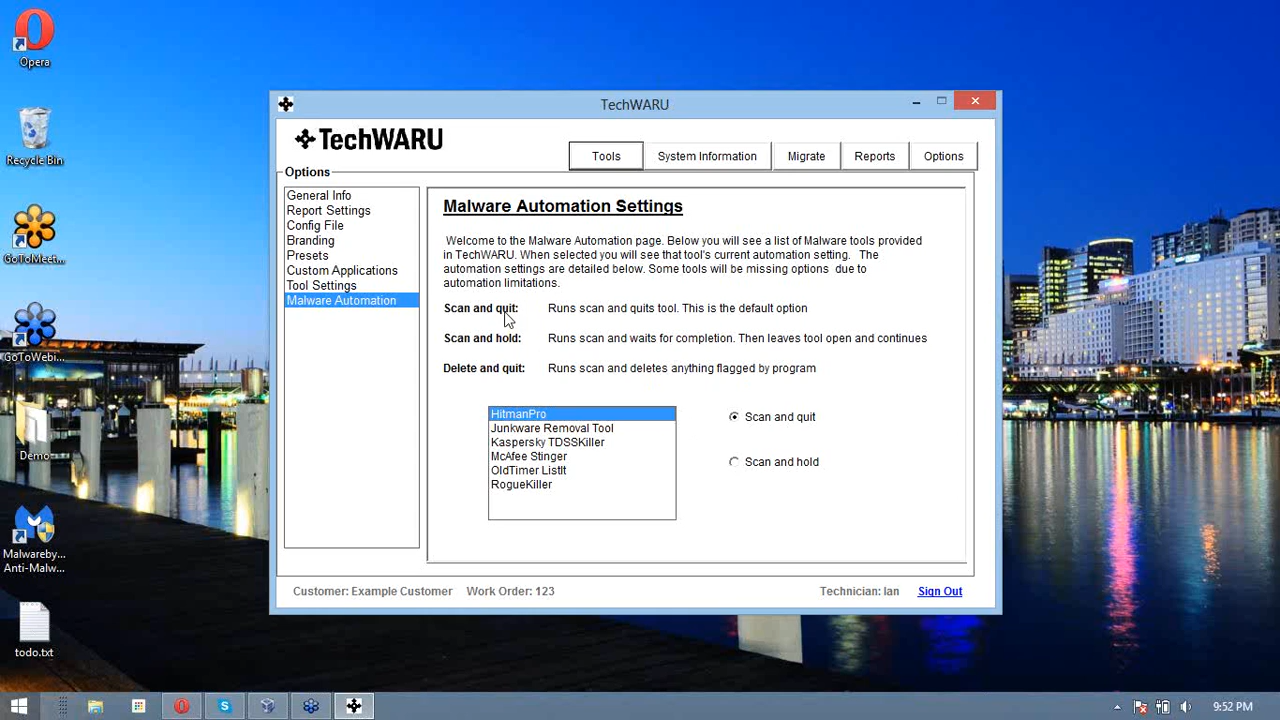 Opera
Recycle Bin
GoToMeet...
GoToWebi...
Demo
Malwareby...
Anti-Malw...
todo.txt
TechWARU
TechWARU
Tools
System Information
Migrate
Reports
Options
Options
General Info
Report Settings
Config File
Branding
Presets
Custom Applications
Tool Settings
Malware Automation
Malware Automation Settings
Welcome to the Malware Automation page. Below you will see a list of Malware tools provided
in TechWARU. When selected you will see that tool's current automation setting. The
automation settings are detailed below. Some tools will be missing options due to
automation limitations.
Scan and quit: Runs scan and quits tool. This is the default option
Scan and hold: Runs scan and waits for completion. Then leaves tool open and continues
Delete and quit: Runs scan and deletes anything flagged by program
HitmanPro
Junkware Removal Tool
Kaspersky TDSSKiller
McAfee Stinger
OldTimer ListIt
RogueKiller
Scan and quit
Scan and hold
Customer: Example Customer
Work Order: 123
Technician: Ian
Sign Out
9:52 PM